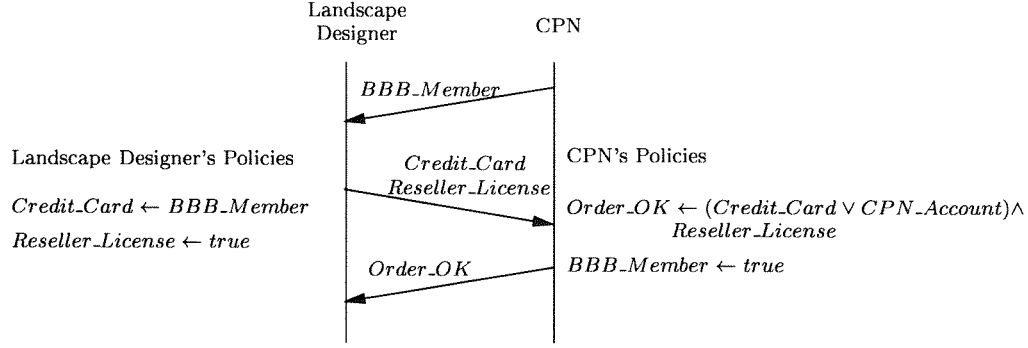 Landscape
Designer
CPN
BBB_Member
Landscape Designer's Policies
Credit_Card
CPN's Policies
Reseller_License
Credit_Card ← BBB_Member
Order_OK ← (Credit_Card ∨ CPN_Account)∧
Reseller_License
Reseller_License ← true
Order_OK
BBB_Member ← true